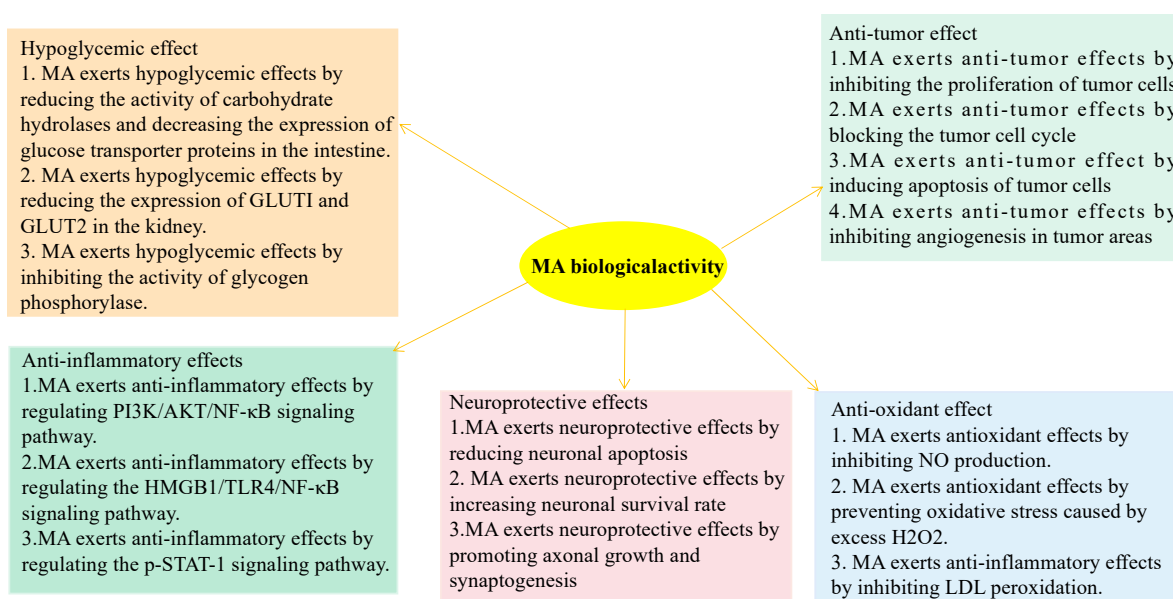 Hypoglycemic effect
1. MA exerts hypoglycemic effects by
reducing the activity of carbohydrate
hydrolases and decreasing the expression of
glucose transporter proteins in the intestine.
2. MA exerts hypoglycemic effects by
reducing the expression of GLUTI and
GLUT2 in the kidney.
3. MA exerts hypoglycemic effects by
inhibiting the activity of glycogen
phosphorylase.
Anti-tumor effect
1.MA exerts anti-tumor effects by
inhibiting the proliferation of tumor cells
2.MA exerts anti-tumor effects by
blocking the tumor cell cycle
3.MA exerts anti-tumor effect by
inducing apoptosis of tumor cells
4.MA exerts anti-tumor effects by
inhibiting angiogenesis in tumor areas
MA biologicalactivity
Anti-inflammatory effects
1.MA exerts anti-inflammatory effects by
regulating PI3K/AKT/NF-κB signaling
pathway.
2.MA exerts anti-inflammatory effects by
regulating the HMGB1/TLR4/NF-κB
signaling pathway.
3.MA exerts anti-inflammatory effects by
regulating the p-STAT-1 signaling pathway.
Neuroprotective effects
1.MA exerts neuroprotective effects by
reducing neuronal apoptosis
2. MA exerts neuroprotective effects by
increasing neuronal survival rate
3.MA exerts neuroprotective effects by
promoting axonal growth and
synaptogenesis
Anti-oxidant effect
1. MA exerts antioxidant effects by
inhibiting NO production.
2. MA exerts antioxidant effects by
preventing oxidative stress caused by
excess H2O2.
3. MA exerts anti-inflammatory effects
by inhibiting LDL peroxidation.